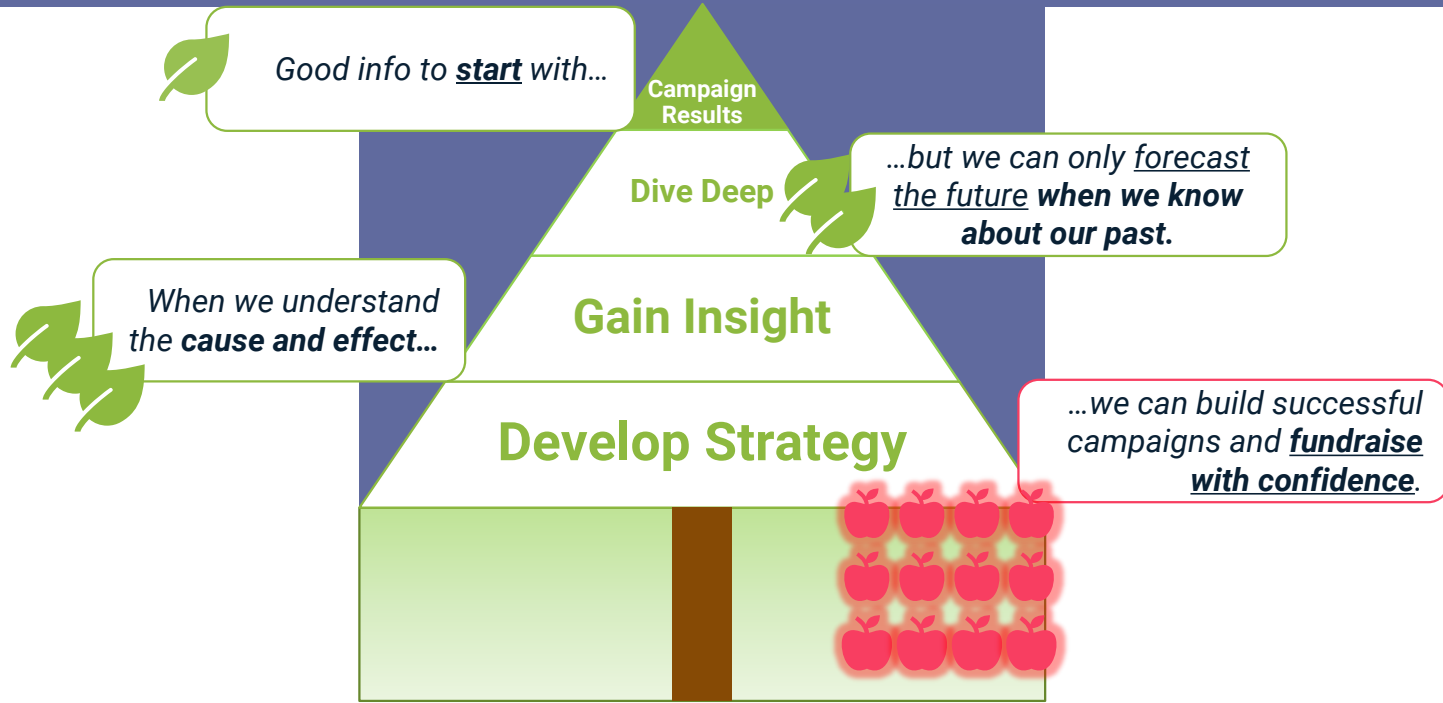 Good info to start with…
Campaign
Results
…but we can only forecast
the future when we know
about our past.
Dive Deep
When we understand
the cause and effect…
Gain Insight
…we can build successful
campaigns and fundraise
with confidence.
Develop Strategy